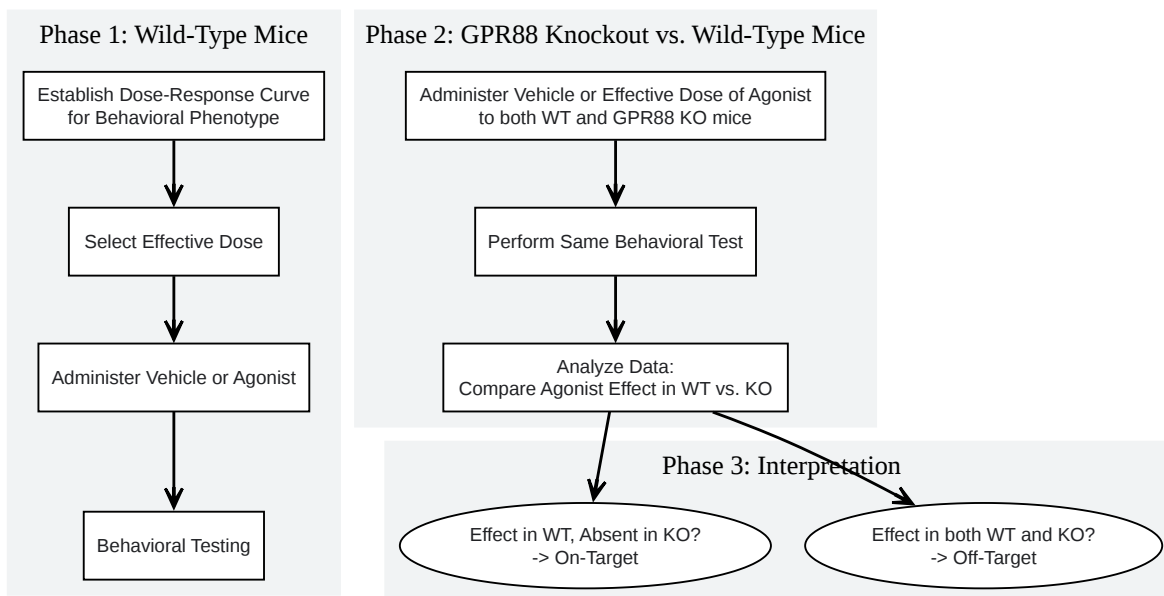 Phase 1: Wild-Type Mice
Establish Dose-Response Curve
for Behavioral Phenotype
Select Effective Dose
Administer Vehicle or Agonist
Behavioral Testing
Phase 2: GPR88 Knockout vs. Wild-Type Mice
Administer Vehicle or Effective Dose of Agonist
to both WT and GPR88 KO mice
Perform Same Behavioral Test
Analyze Data:
Compare Agonist Effect in WT vs. KO
Phase 3: Interpretation
Effect in WT, Absent in KO?
-> On-Target
Effect in both WT and KO?
-> Off-Target